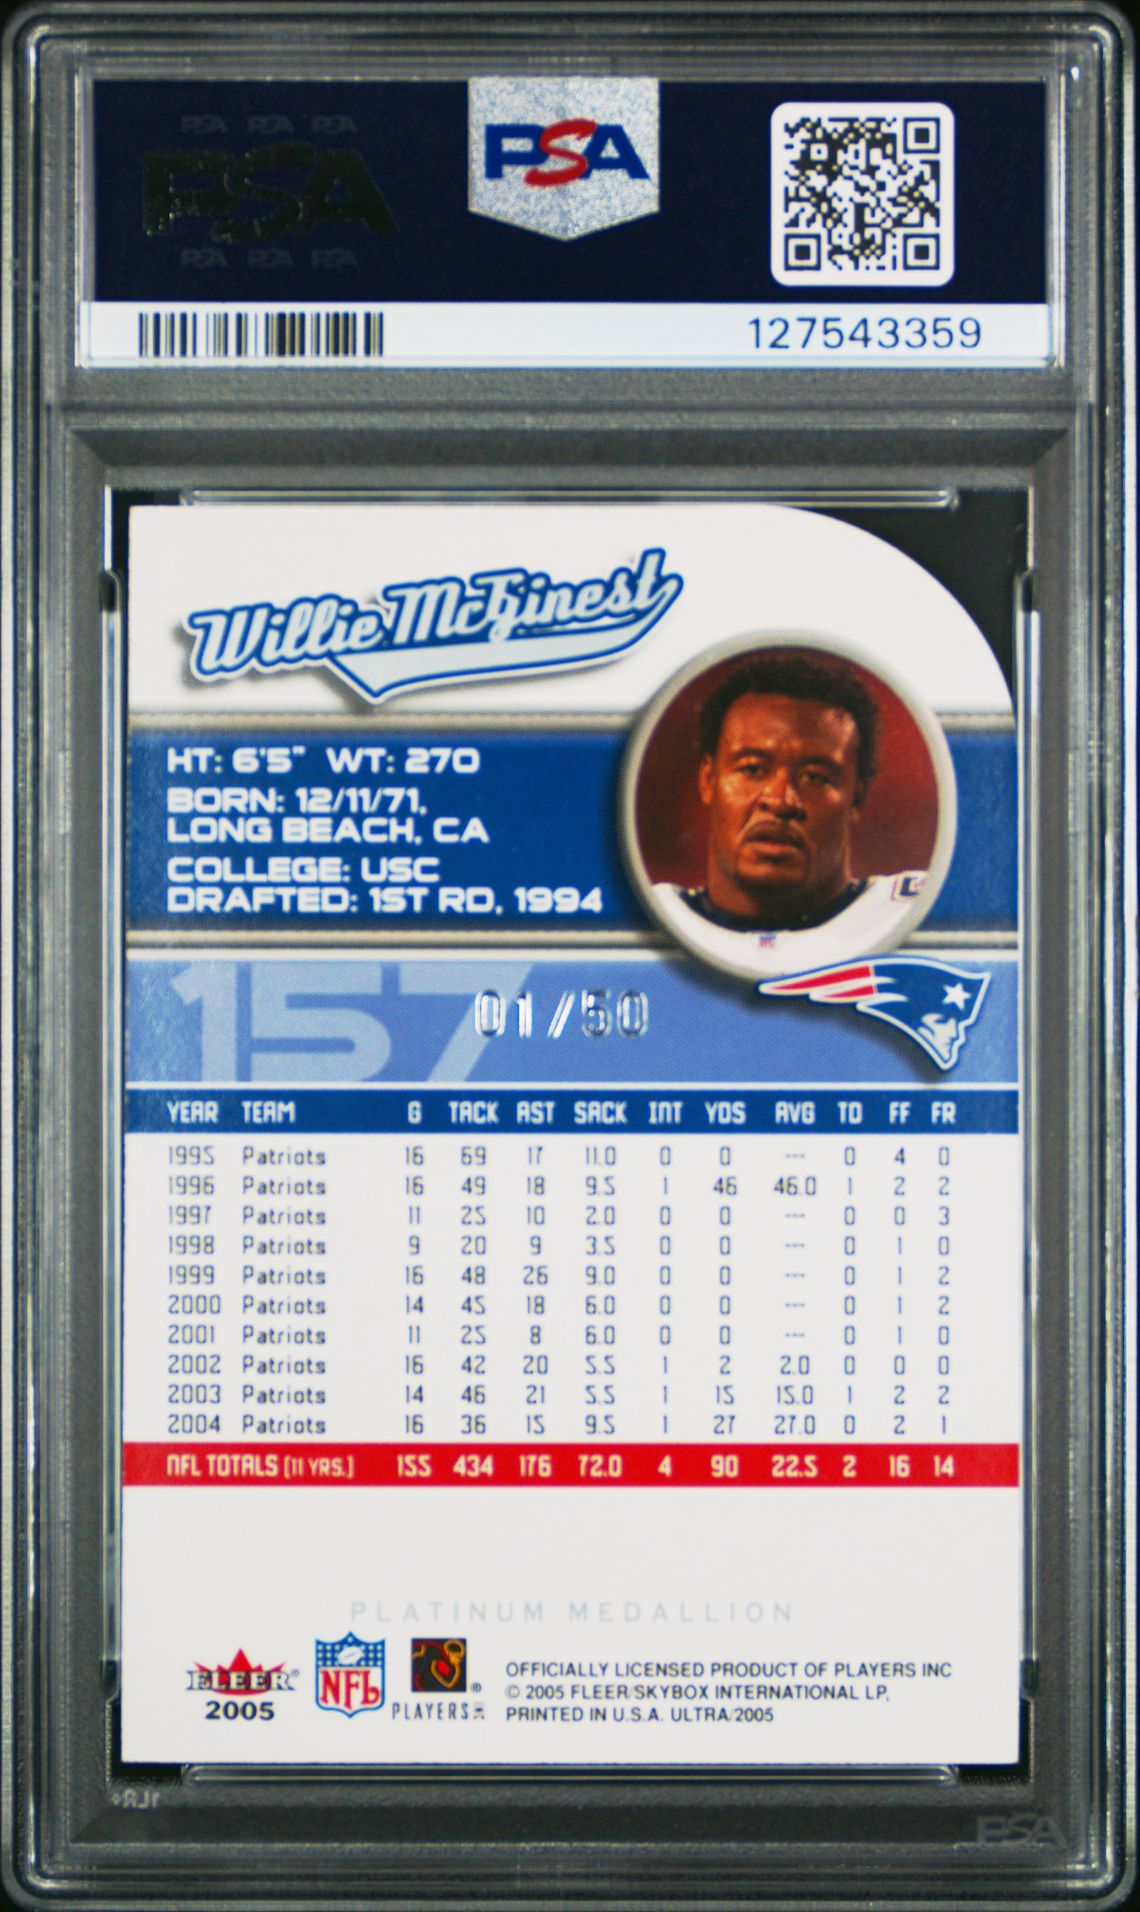 PSA PSA PSA
PSA
PSA PSA PSA
PSA
127543359
Willie McGinest
HT: 6'5" WT: 270
BORN: 12/11/71,
LONG BEACH, CA
COLLEGE: USC
DRAFTED: 1ST RD, 1994
157
01/50
YEAR TEAM G TACK AST SACK INT YDS AVG TD FF FR
1995 Patriots 16 69 17 11.0 0 0 --- 0 4 0
1996 Patriots 16 49 18 9.5 1 46 46.0 1 2 2
1997 Patriots 11 25 10 2.0 0 0 --- 0 0 3
1998 Patriots 9 20 9 3.5 0 0 --- 0 1 0
1999 Patriots 16 48 26 9.0 0 0 --- 0 1 2
2000 Patriots 14 45 18 6.0 0 0 --- 0 1 2
2001 Patriots 11 25 8 6.0 0 0 --- 0 1 0
2002 Patriots 16 42 20 5.5 1 2 2.0 0 0 0
2003 Patriots 14 46 21 5.5 1 15 15.0 1 2 2
2004 Patriots 16 36 15 9.5 1 27 27.0 0 2 1
NFL TOTALS (11 YRS.) 155 434 176 72.0 4 90 22.5 2 16 14
PLATINUM MEDALLION
FLEER®
2005
NFL
PLAYERS INC ®
OFFICIALLY LICENSED PRODUCT OF PLAYERS INC
© 2005 FLEER/SKYBOX INTERNATIONAL LP,
PRINTED IN U.S.A. ULTRA/2005
PSA